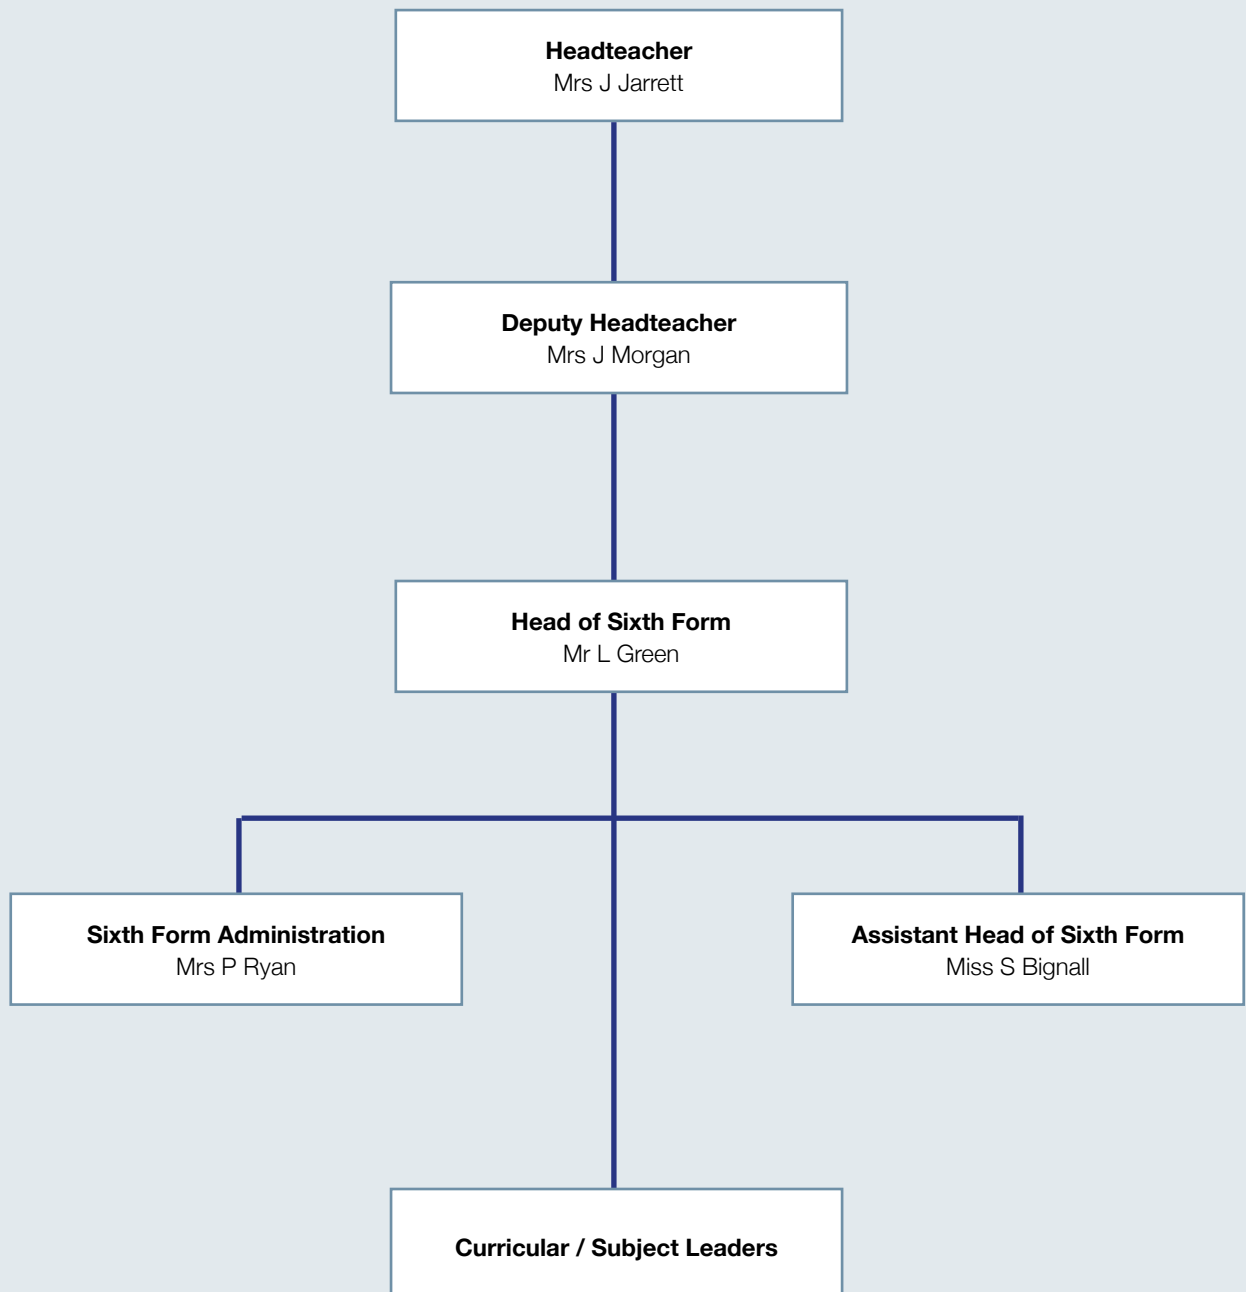 Headteacher
Mrs J Jarrett
Deputy Headteacher
Mrs J Morgan
Head of Sixth Form
Mr L Green
Sixth Form Administration
Mrs P Ryan
Assistant Head of Sixth Form
Miss S Bignall
Curricular / Subject Leaders